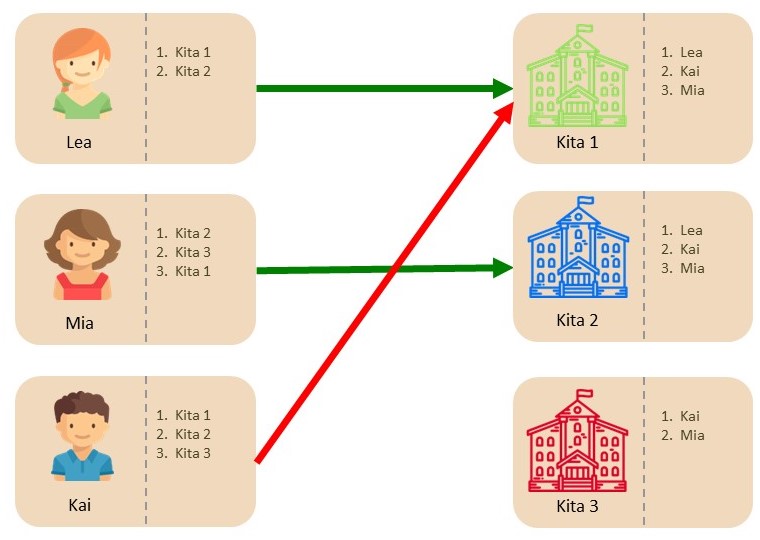 1. Kita 1
2. Kita 2
Lea
1. Lea
2. Kai
3. Mia
Kita 1
1. Kita 2
2. Kita 3
3. Kita 1
Mia
1. Lea
2. Kai
3. Mia
Kita 2
1. Kita 1
2. Kita 2
3. Kita 3
Kai
1. Kai
2. Mia
Kita 3